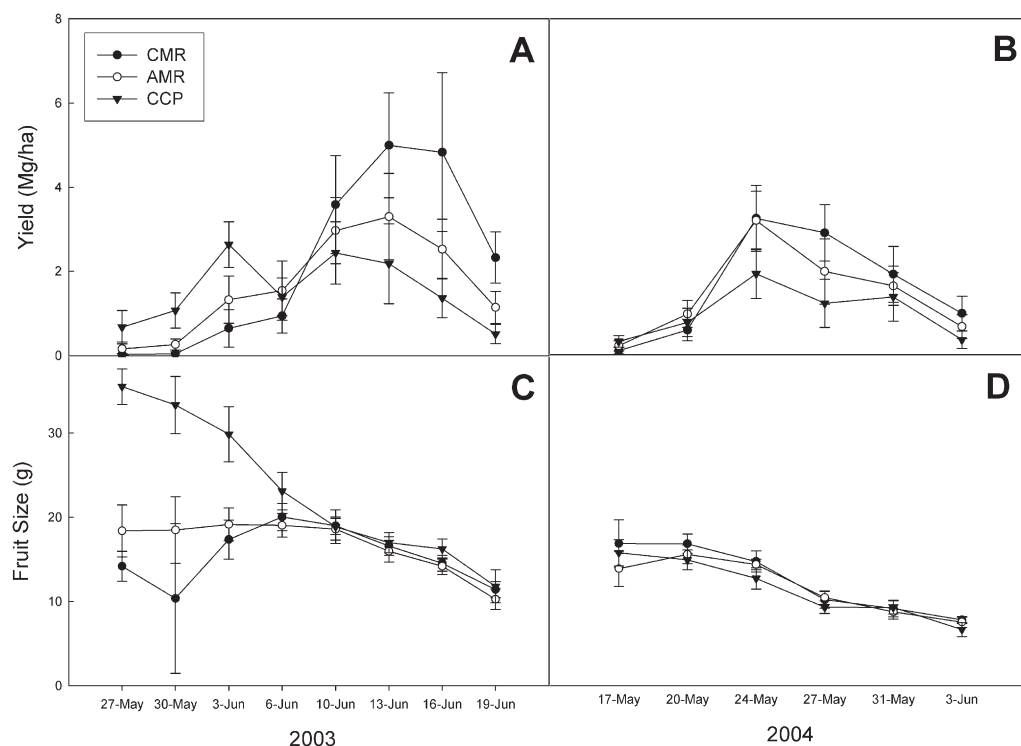 8
6
4
2
0
Yield (Mg/ha)
CMR
AMR
CCP
A
B
30
20
10
0
Fruit Size (g)
C
D
27-May 30-May 3-Jun 6-Jun 10-Jun 13-Jun 16-Jun 19-Jun
2003
17-May 20-May 24-May 27-May 31-May 3-Jun
2004